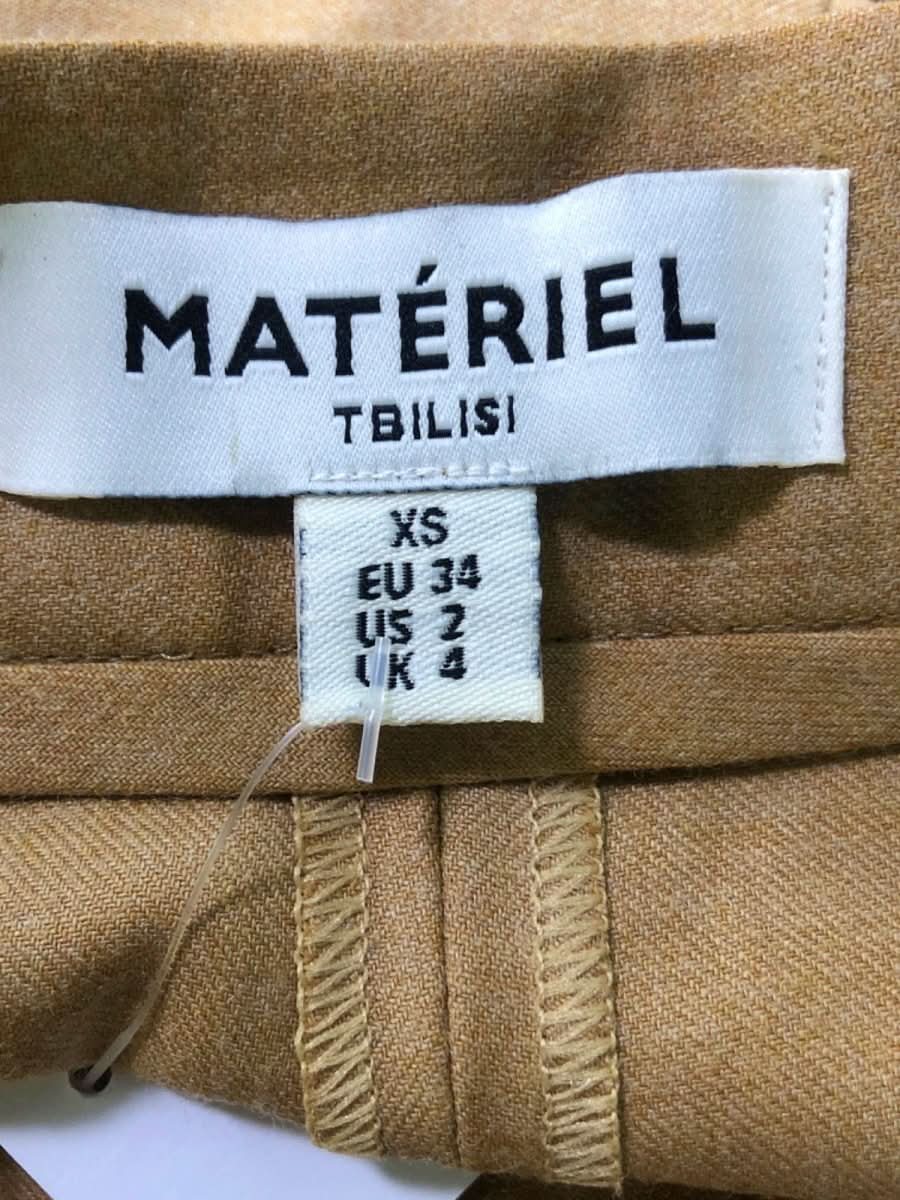 MATÉRIEL
TBILISI
XS
EU 34
US 2
UK 4